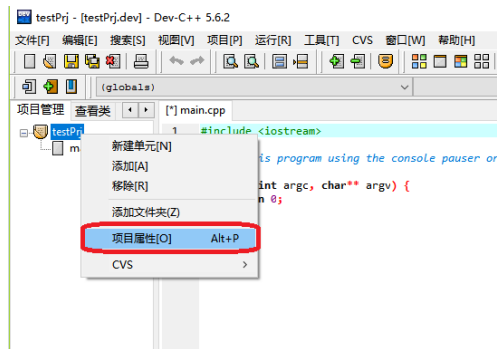 testPrj - [testPrj.dev] - Dev-C++ 5.6.2
文件[F] 编辑[E] 搜索[S] 视图[V] 项目[P] 运行[R] 工具[T] CVS 窗口[W] 帮助[H]
(globals)
项目管理 查看类 [*] main.cpp
testPrj 1 #include <iostream>
m
新建单元[N]
is program using the console pauser or
添加[A]
移除[R] int argc, char** argv) {
n 0;
添加文件夹(Z)
项目属性[O] Alt+P
CVS